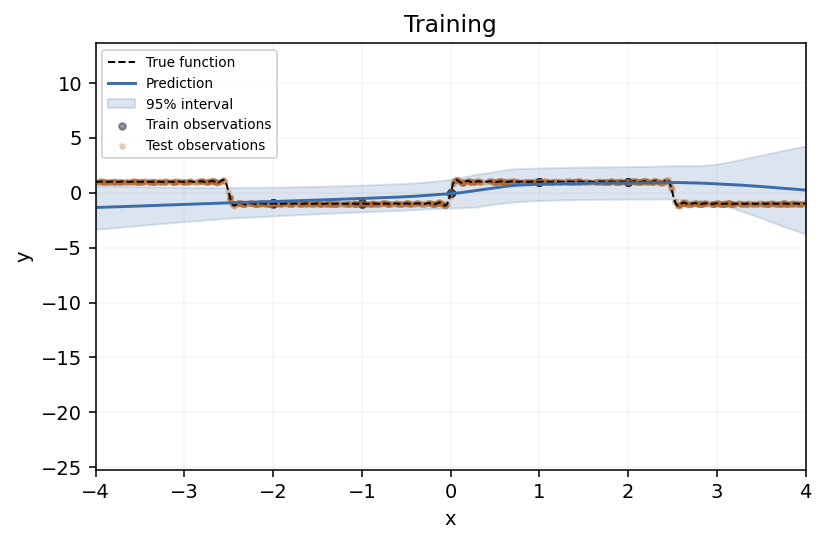 Training
True function
Prediction
95% interval
Train observations
Test observations
10
5
0
−5
−10
−15
−20
−25
y
−4 −3 −2 −1 0 1 2 3 4
x